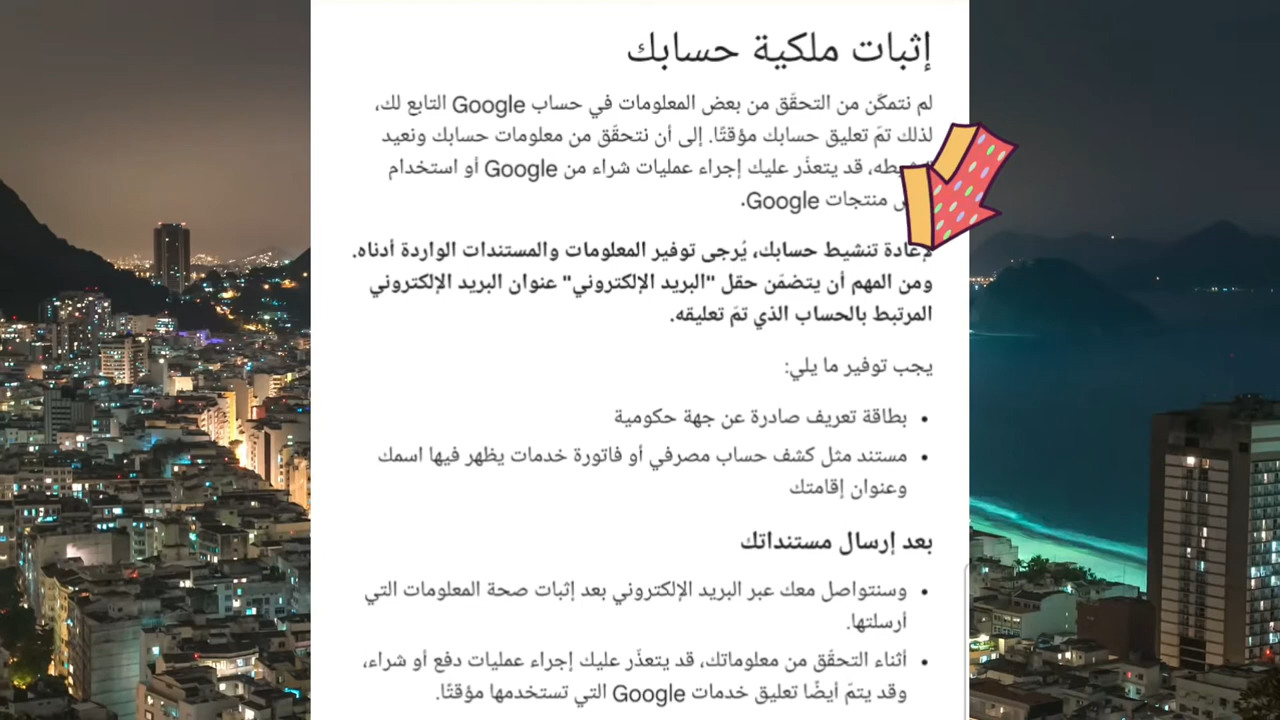 إثبات ملكية حسابك
لم نتمكّن من التحقّق من بعض المعلومات في حساب Google التابع لك،
لذلك تمّ تعليق حسابك مؤقتًا. إلى أن نتحقّق من معلومات حسابك ونعيد
قد يتعذّر عليك إجراء عمليات شراء من Google أو استخدام
منتجات Google.
لإعادة تنشيط حسابك، يُرجى توفير المعلومات والمستندات الواردة أدناه.
ومن المهم أن يتضمّن حقل "البريد الإلكتروني" عنوان البريد الإلكتروني
المرتبط بالحساب الذي تمّ تعليقه.
يجب توفير ما يلي:
• بطاقة تعريف صادرة عن جهة حكومية
• مستند مثل كشف حساب مصرفي أو فاتورة خدمات يظهر فيها اسمك
وعنوان إقامتك
بعد إرسال مستنداتك
• وسنتواصل معك عبر البريد الإلكتروني بعد إثبات صحة المعلومات التي
أرسلتها.
• أثناء التحقّق من معلوماتك، قد يتعذّر عليك إجراء عمليات دفع أو شراء،
وقد يتمّ أيضًا تعليق خدمات Google التي تستخدمها مؤقتًا.